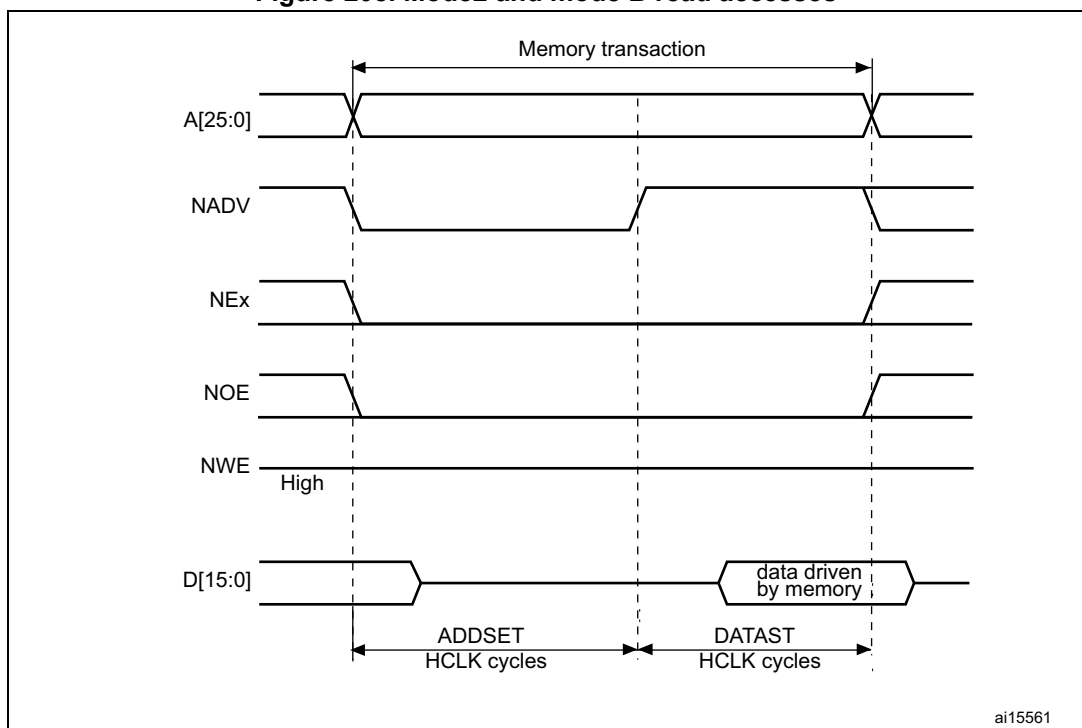 Memory transaction
A[25:0]
NADV
NEx
NOE
NWE
High
D[15:0]
data driven
by memory
ADDSET
HCLK cycles
DATAST
HCLK cycles
ai15561